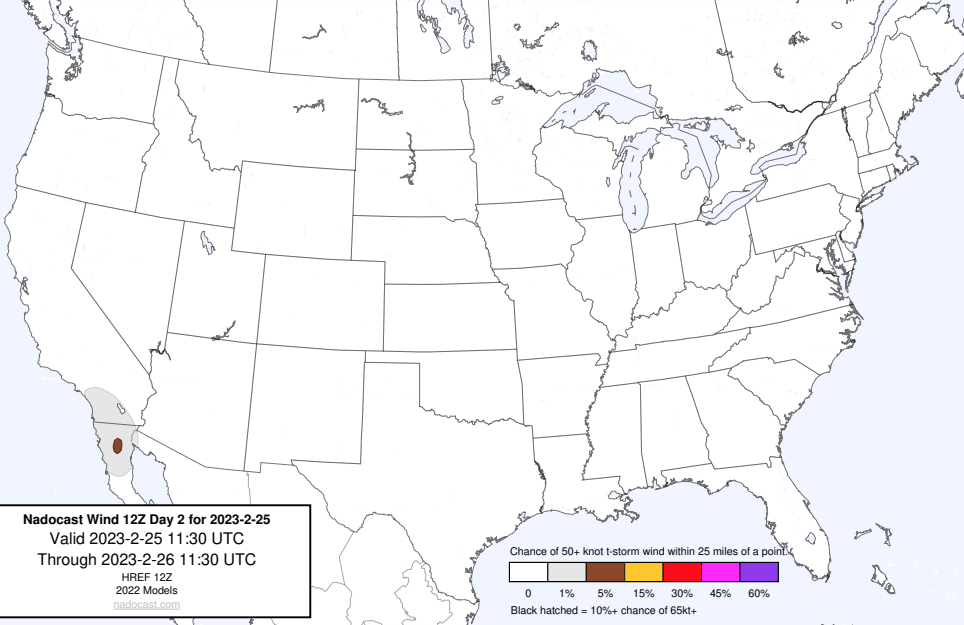 Nadocast Wind 12Z Day 2 for 2023-2-25
Valid 2023-2-25 11:30 UTC
Through 2023-2-26 11:30 UTC
HREF 12Z
2022 Models
nadocast.com
Chance of 50+ knot t-storm wind within 25 miles of a point.
0 1% 5% 15% 30% 45% 60%
Black hatched = 10%+ chance of 65kt+